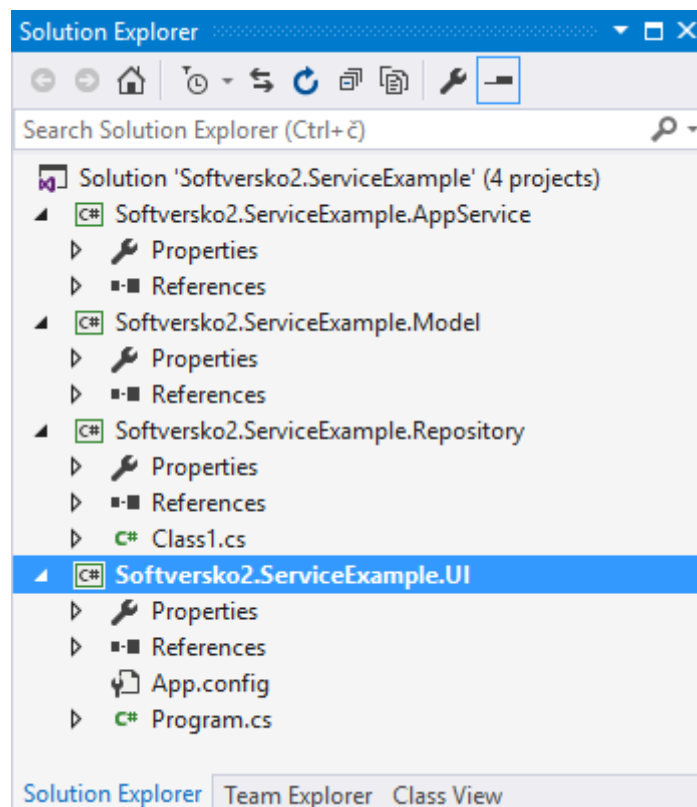 Solution Explorer
Search Solution Explorer (Ctrl+č)
Solution 'Softversko2.ServiceExample' (4 projects)
C# Softversko2.ServiceExample.AppService
Properties
References
C# Softversko2.ServiceExample.Model
Properties
References
C# Softversko2.ServiceExample.Repository
Properties
References
C# Class1.cs
C# Softversko2.ServiceExample.UI
Properties
References
App.config
C# Program.cs
Solution Explorer Team Explorer Class View